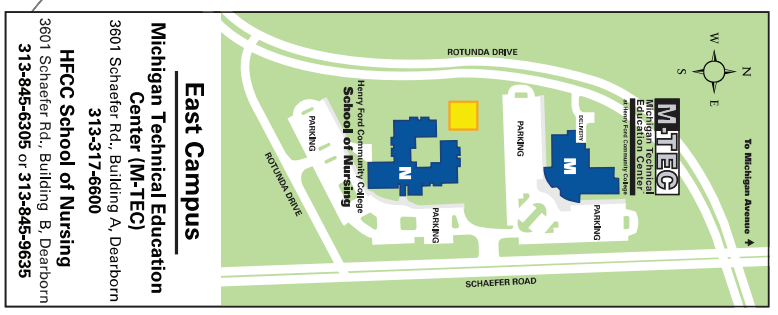 East Campus
Michigan Technical Education
Center (M-TEC)
3601 Schaefer Rd., Building A, Dearborn
313-317-6600
HFCC School of Nursing
3601 Schaefer Rd., Building B, Dearborn
313-845-6305 or 313-845-9635
ROTUNDA DRIVE
ROTUNDA DRIVE
SCHAEFER ROAD
To Michigan Avenue
N
E
S
W
M-TEC
Michigan Technical
Education Center
at Henry Ford Community College
DELIVERY
M
PARKING
PARKING
PARKING
PARKING
N
Henry Ford Community College
School of Nursing